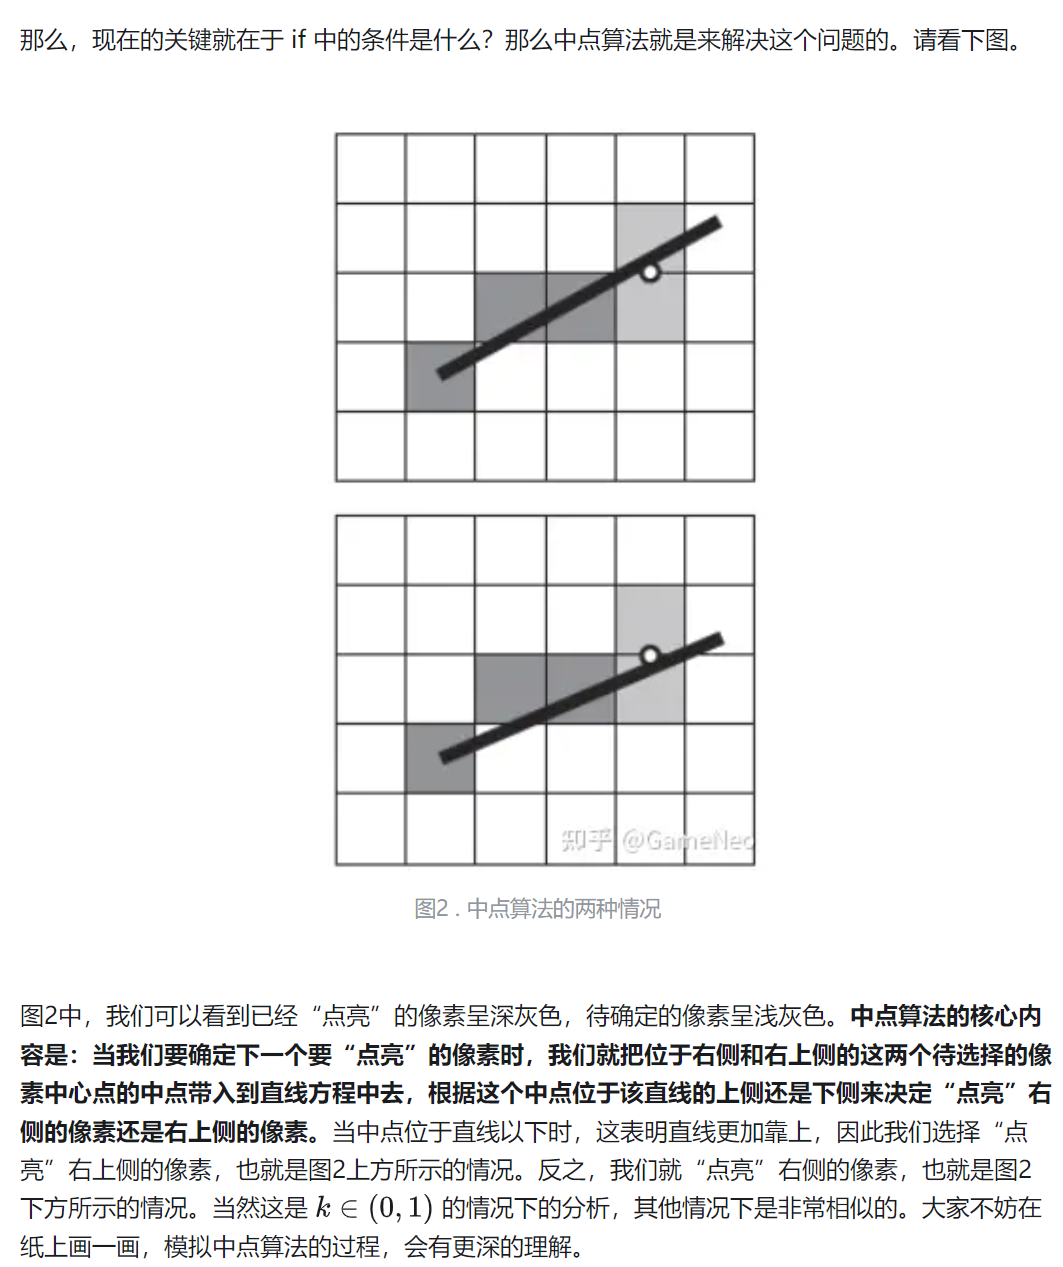 那么，现在的关键就在于 if 中的条件是什么？那么中点算法就是来解决这个问题的。请看下图。
知乎 @GameNeo
图2 . 中点算法的两种情况
图2中，我们可以看到已经“点亮”的像素呈深灰色，待确定的像素呈浅灰色。中点算法的核心内
容是：当我们要确定下一个要“点亮”的像素时，我们就把位于右侧和右上侧的这两个待选择的像
素中心点的中点带入到直线方程中去，根据这个中点位于该直线的上侧还是下侧来决定“点亮”右
侧的像素还是右上侧的像素。当中点位于直线以下时，这表明直线更加靠上，因此我们选择“点
亮”右上侧的像素，也就是图2上方所示的情况。反之，我们就“点亮”右侧的像素，也就是图2
下方所示的情况。当然这是 k ∈ (0, 1) 的情况下的分析，其他情况下是非常相似的。大家不妨在
纸上画一画，模拟中点算法的过程，会有更深的理解。